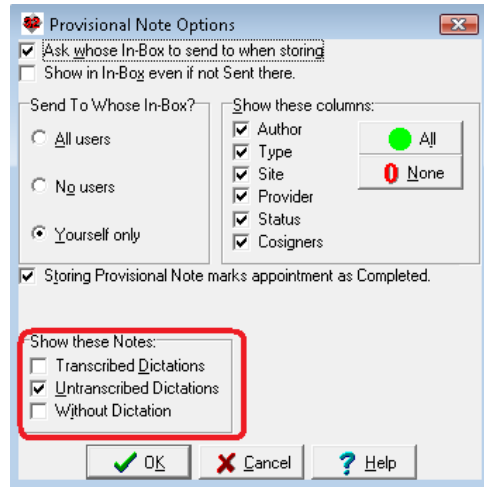 Provisional Note Options
Ask whose In-Box to send to when storing
Show in In-Box even if not Sent there.
Send To Whose In-Box?
All users
No users
Yourself only
Show these columns:
Author
Type
Site
Provider
Status
Cosigners
All
None
Storing Provisional Note marks appointment as Completed.
Show these Notes:
Transcribed Dictations
Untranscribed Dictations
Without Dictation
OK
Cancel
? Help